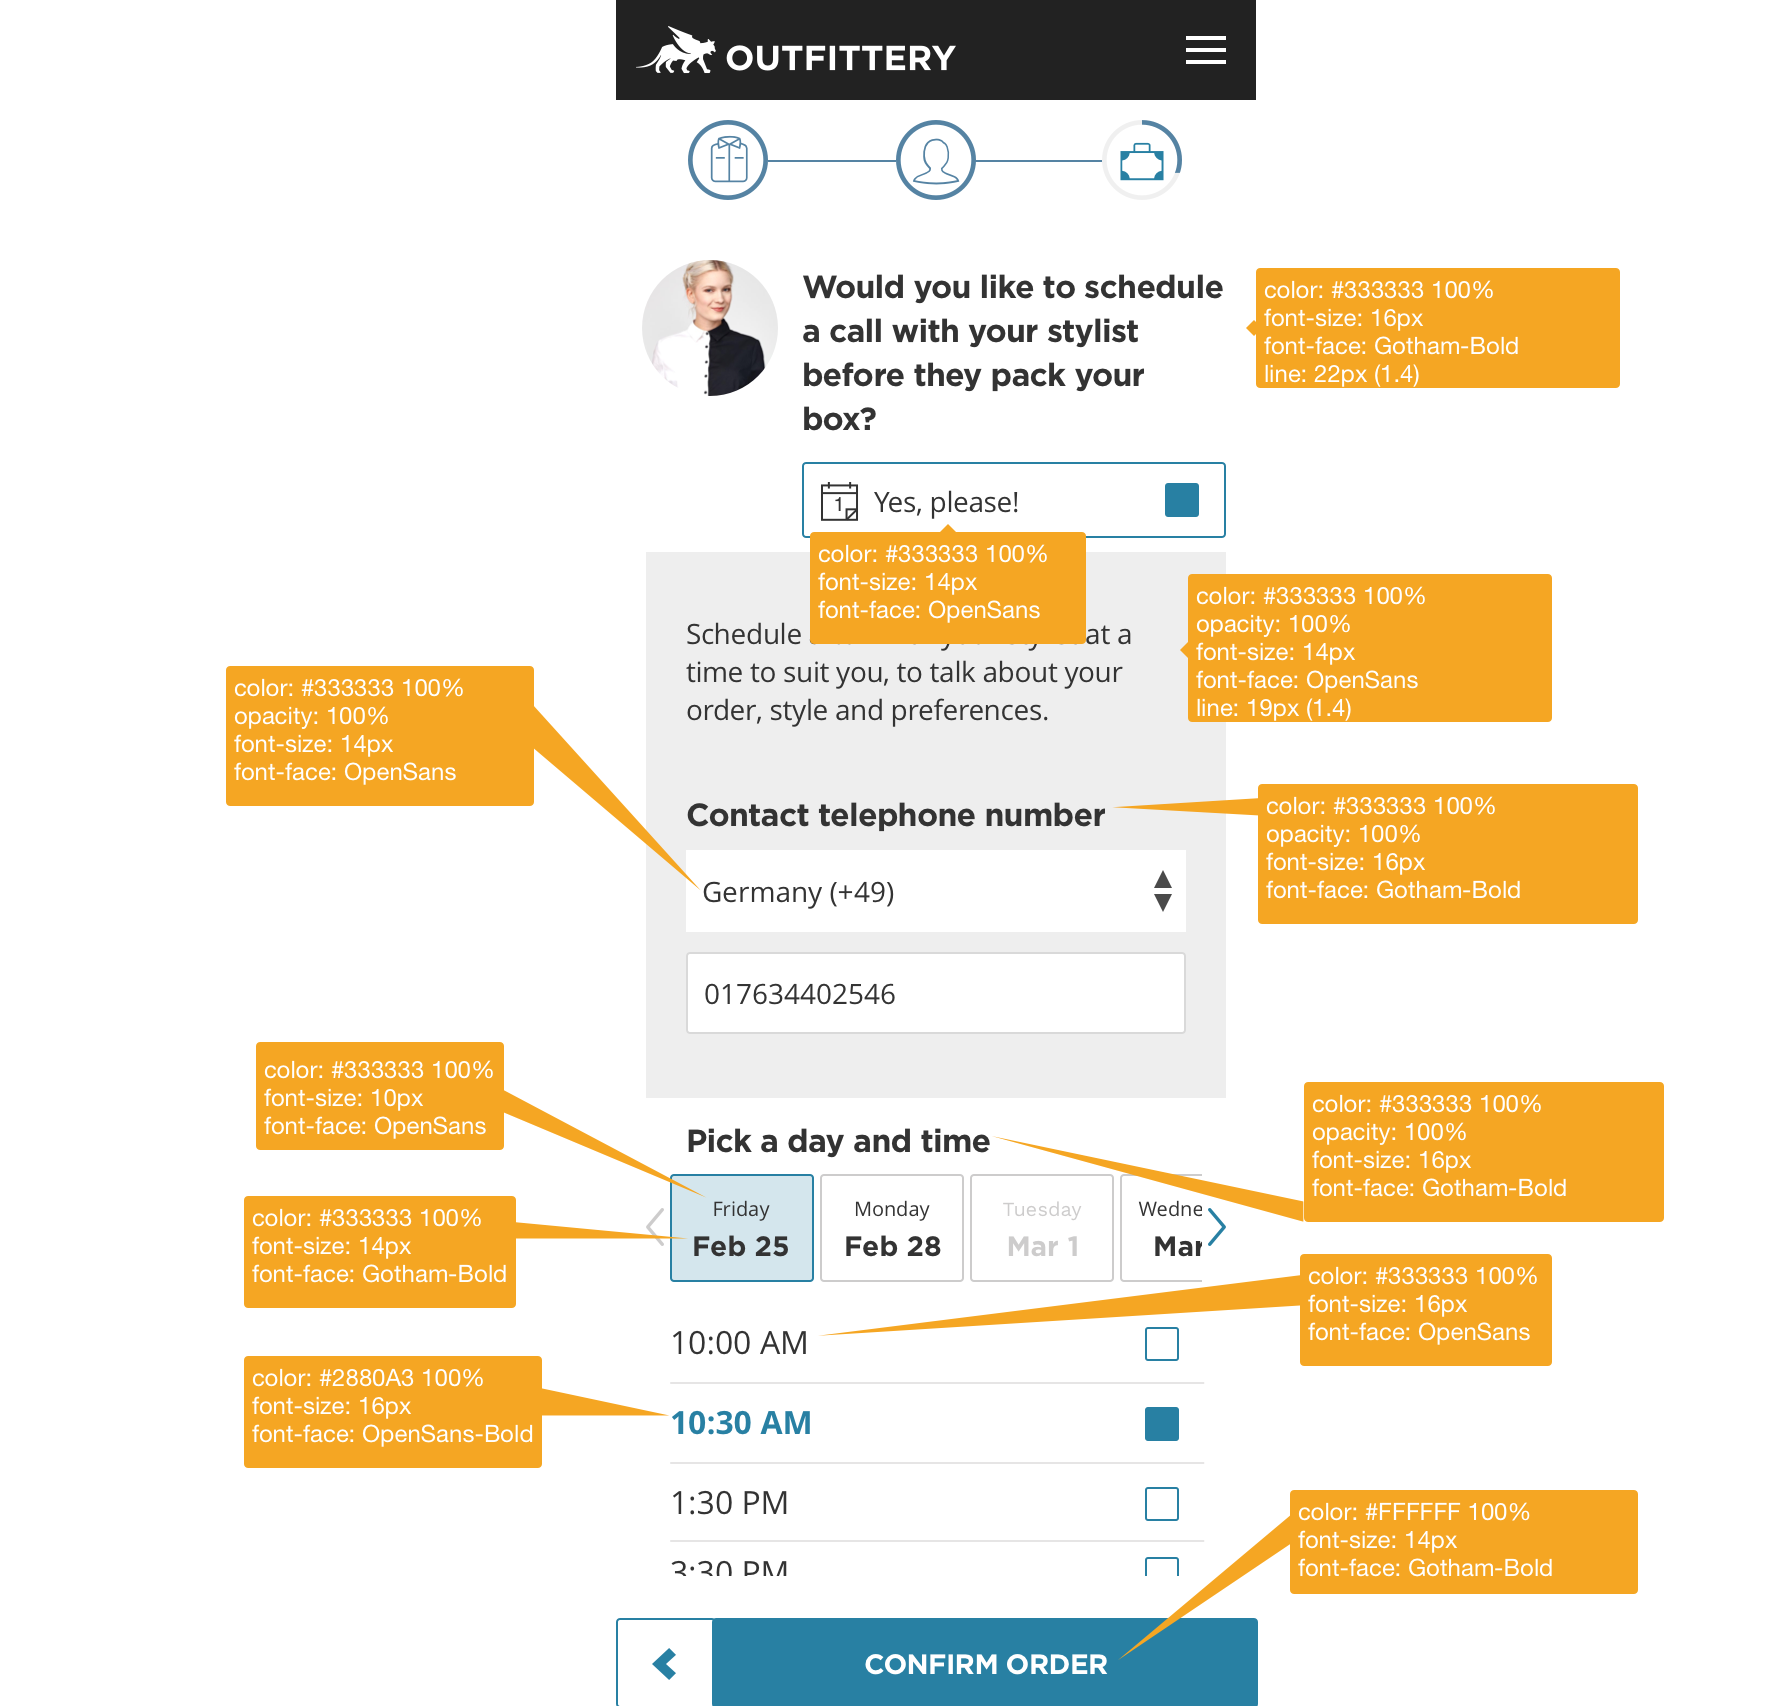 OUTFITTERY
Would you like to schedule
a call with your stylist
before they pack your
box?
color: #333333 100%
font-size: 16px
font-face: Gotham-Bold
line: 22px (1.4)
1
Yes, please!
color: #333333 100%
font-size: 14px
font-face: OpenSans
color: #333333 100%
opacity: 100%
font-size: 14px
font-face: OpenSans
line: 19px (1.4)
Schedule at a
time to suit you, to talk about your
order, style and preferences.
color: #333333 100%
opacity: 100%
font-size: 14px
font-face: OpenSans
Contact telephone number
color: #333333 100%
opacity: 100%
font-size: 16px
font-face: Gotham-Bold
Germany (+49)
017634402546
color: #333333 100%
font-size: 10px
font-face: OpenSans
Pick a day and time
color: #333333 100%
opacity: 100%
font-size: 16px
font-face: Gotham-Bold
Friday
Feb 25
Monday
Feb 28
Tuesday
Mar 1
Wedne
Mar
color: #333333 100%
font-size: 14px
font-face: Gotham-Bold
color: #333333 100%
font-size: 16px
font-face: OpenSans
10:00 AM
color: #2880A3 100%
font-size: 16px
font-face: OpenSans-Bold
10:30 AM
1:30 PM
3:30 PM
color: #FFFFFF 100%
font-size: 14px
font-face: Gotham-Bold
CONFIRM ORDER